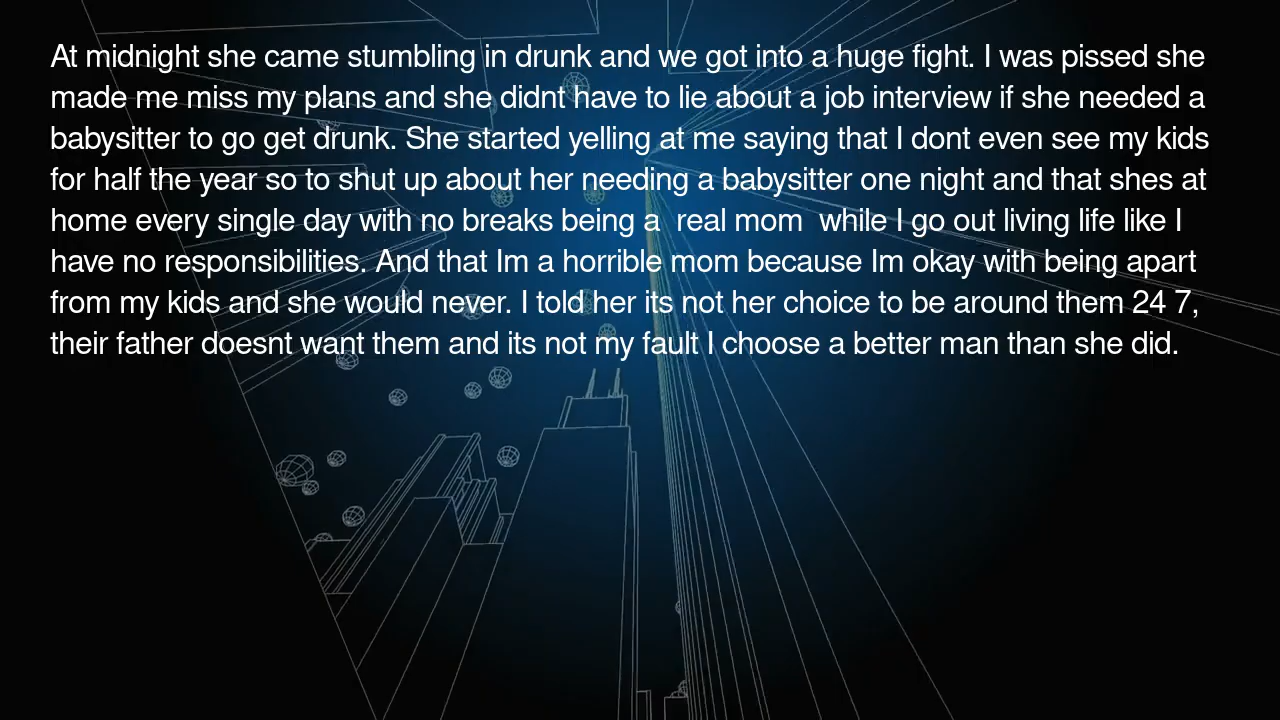 At midnight she came stumbling in drunk and we got into a huge fight. I was pissed she
made me miss my plans and she didnt have to lie about a job interview if she needed a
babysitter to go get drunk. She started yelling at me saying that I dont even see my kids
for half the year so to shut up about her needing a babysitter one night and that shes at
home every single day with no breaks being a  real mom  while I go out living life like I
have no responsibilities. And that Im a horrible mom because Im okay with being apart
from my kids and she would never. I told her its not her choice to be around them 24 7,
their father doesnt want them and its not my fault I choose a better man than she did.